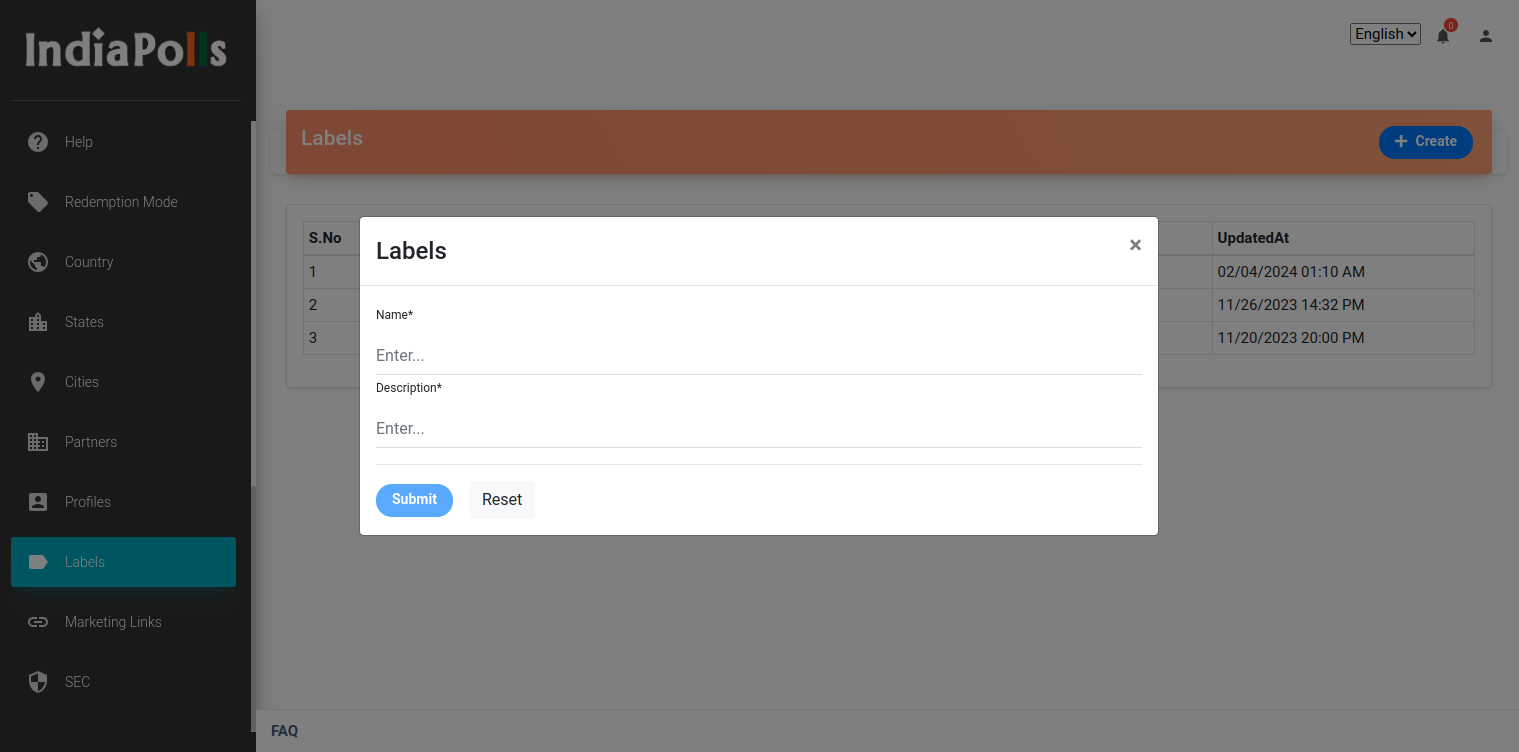 IndiaPolls
English
0
Help
Redemption Mode
Country
States
Cities
Partners
Profiles
Labels
Marketing Links
SEC
Labels
Create
S.No
UpdatedAt
1
02/04/2024 01:10 AM
2
11/26/2023 14:32 PM
3
11/20/2023 20:00 PM
Labels
×
Name*
Enter...
Description*
Enter...
Submit
Reset
FAQ